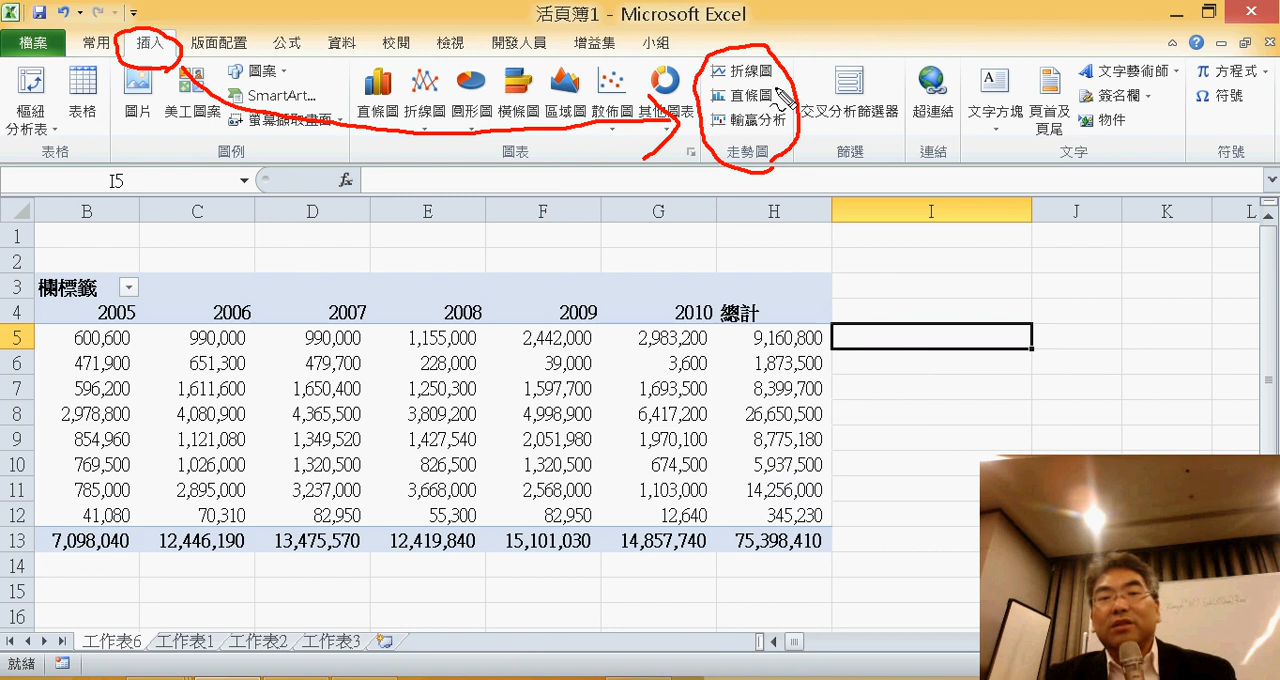 活頁簿1 - Microsoft Excel
檔案 常用 插入 版面配置 公式 資料 校閱 檢視 開發人員 增益集 小組
樞紐分析表 表格 圖片 美工圖案 圖案 SmartArt... 螢幕擷取畫面
直條圖 折線圖 圓形圖 橫條圖 區域圖 散佈圖 其他圖表
折線圖 直條圖 輸贏分析
交叉分析篩選器 超連結 文字方塊 頁首及頁尾
文字藝術師 簽名欄 物件
π 方程式 Ω 符號
表格 圖例 圖表 走勢圖 篩選 連結 文字 符號
I5 fx
B C D E F G H I J K L
1
2
3 欄標籤
4 2005 2006 2007 2008 2009 2010 總計
5 600,600 990,000 990,000 1,155,000 2,442,000 2,983,200 9,160,800
6 471,900 651,300 479,700 228,000 39,000 3,600 1,873,500
7 596,200 1,611,600 1,650,400 1,250,300 1,597,700 1,693,500 8,399,700
8 2,978,800 4,080,900 4,365,500 3,809,200 4,998,900 6,417,200 26,650,500
9 854,960 1,121,080 1,349,520 1,427,540 2,051,980 1,970,100 8,775,180
10 769,500 1,026,000 1,320,500 826,500 1,320,500 674,500 5,937,500
11 785,000 2,895,000 3,237,000 3,668,000 2,568,000 1,103,000 14,256,000
12 41,080 70,310 82,950 55,300 82,950 12,640 345,230
13 7,098,040 12,446,190 13,475,570 12,419,840 15,101,030 14,857,740 75,398,410
14
15
16
工作表6 工作表1 工作表2 工作表3
就緒